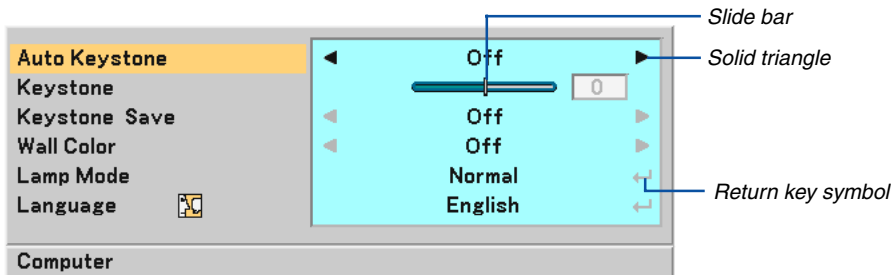 Slide bar
Auto Keystone Off Solid triangle
Keystone 0
Keystone Save Off
Wall Color Off
Lamp Mode Normal
Return key symbol
Language English
Computer